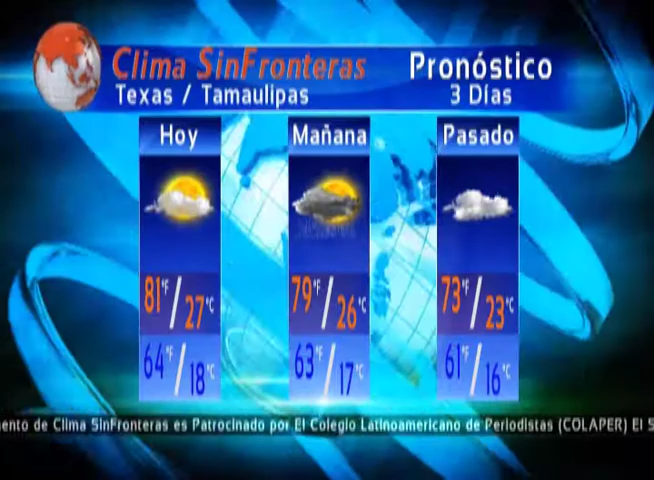 Clima SinFronteras
Texas / Tamaulipas
Pronóstico
3 Días
Hoy
81°F / 27°C
64°F / 18°C
Mañana
79°F / 26°C
63°F / 17°C
Pasado
73°F / 23°C
61°F / 16°C
ento de Clima SinFronteras es Patrocinado por El Colegio Latinoamericano de Periodistas (COLAPER) El S